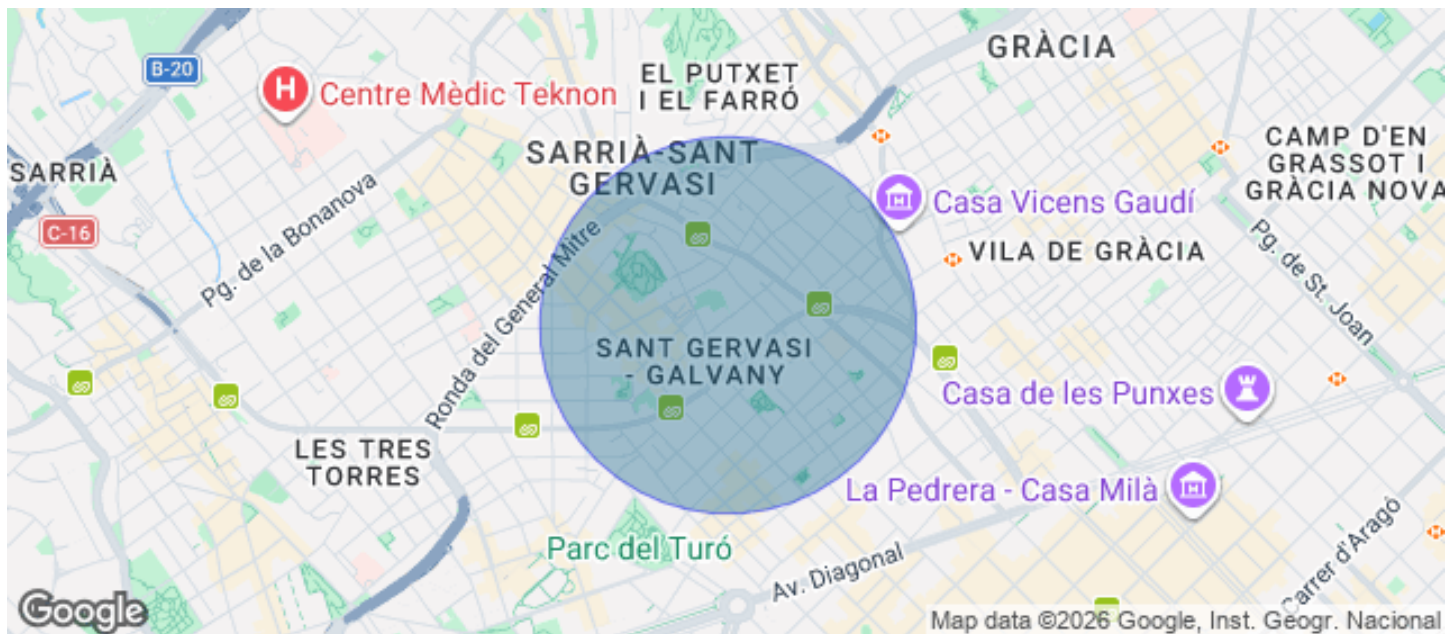 GRÀCIA
B-20
EL PUTXET
I EL FARRÓ
H
Centre Mèdic Teknon
CAMP D'EN
GRASSOT I
GRÀCIA NOVA
SARRIÀ-SANT
GERVASI
SARRIÀ
Casa Vicens Gaudí
C-16
Pg. de la Bonanova
Ronda del General Mitre
VILA DE GRÀCIA
Pg. de St. Joan
SANT GERVASI
- GALVANY
Casa de les Punxes
LES TRES
TORRES
La Pedrera - Casa Milà
Parc del Turó
Av. Diagonal
Carrer d'Aragó
Google
Map data ©2026 Google, Inst. Geogr. Nacional